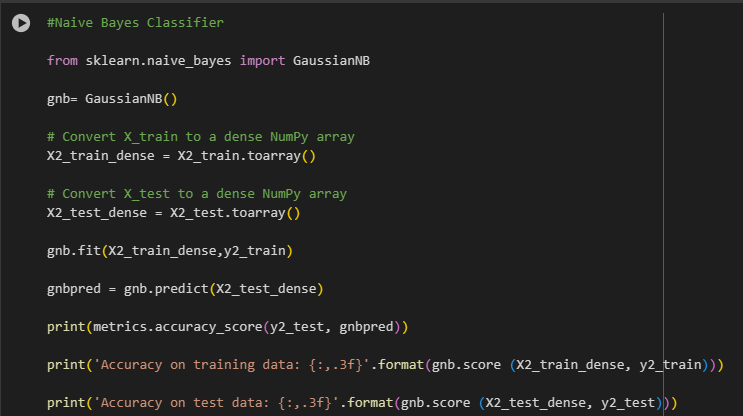 #Naive Bayes Classifier
from sklearn.naive_bayes import GaussianNB
gnb= GaussianNB()
# Convert X_train to a dense NumPy array
X2_train_dense = X2_train.toarray()
# Convert X_test to a dense NumPy array
X2_test_dense = X2_test.toarray()
gnb.fit(X2_train_dense,y2_train)
gnbpred = gnb.predict(X2_test_dense)
print(metrics.accuracy_score(y2_test, gnbpred))
print('Accuracy on training data: {:,.3f}'.format(gnb.score (X2_train_dense, y2_train)))
print('Accuracy on test data: {:,.3f}'.format(gnb.score (X2_test_dense, y2_test)))